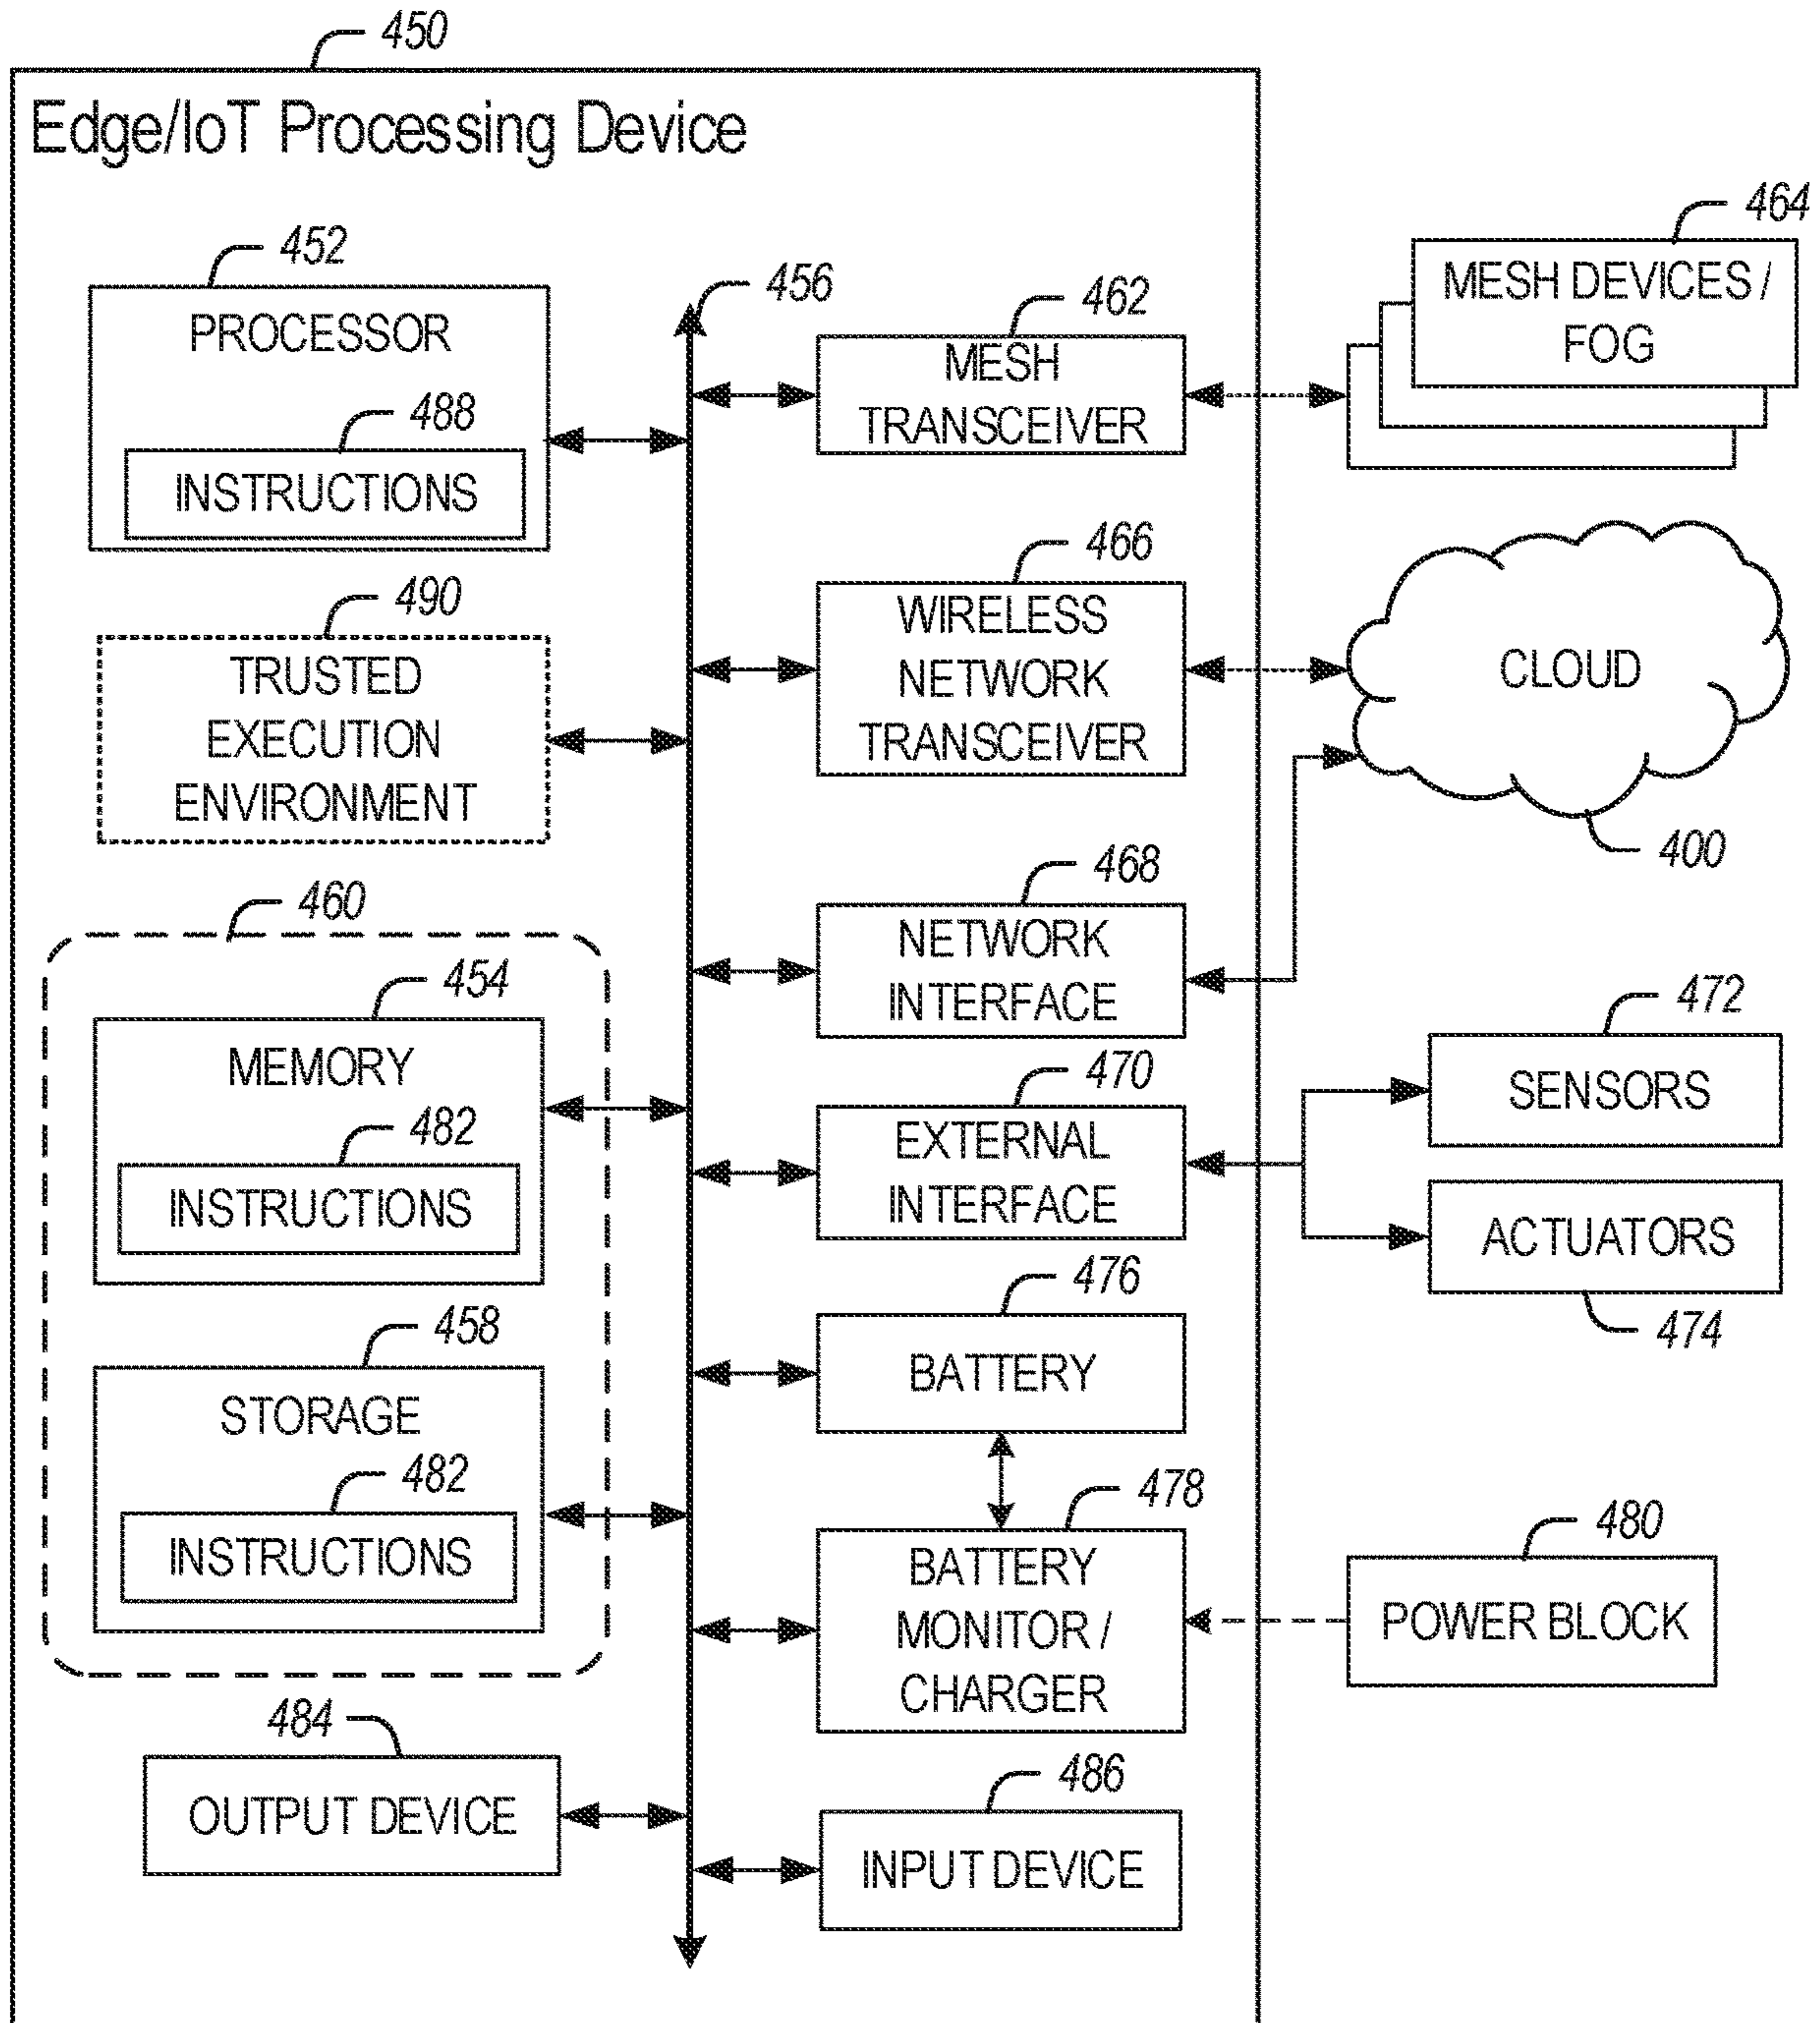 450
Edge/IoT Processing Device
452
PROCESSOR
488
INSTRUCTIONS
490
TRUSTED
EXECUTION
ENVIRONMENT
460
454
MEMORY
482
INSTRUCTIONS
458
STORAGE
482
INSTRUCTIONS
484
OUTPUT DEVICE
456
462
MESH
TRANSCEIVER
466
WIRELESS
NETWORK
TRANSCEIVER
468
NETWORK
INTERFACE
470
EXTERNAL
INTERFACE
476
BATTERY
478
BATTERY
MONITOR /
CHARGER
486
INPUT DEVICE
464
MESH DEVICES /
FOG
CLOUD
400
472
SENSORS
ACTUATORS
474
480
POWER BLOCK